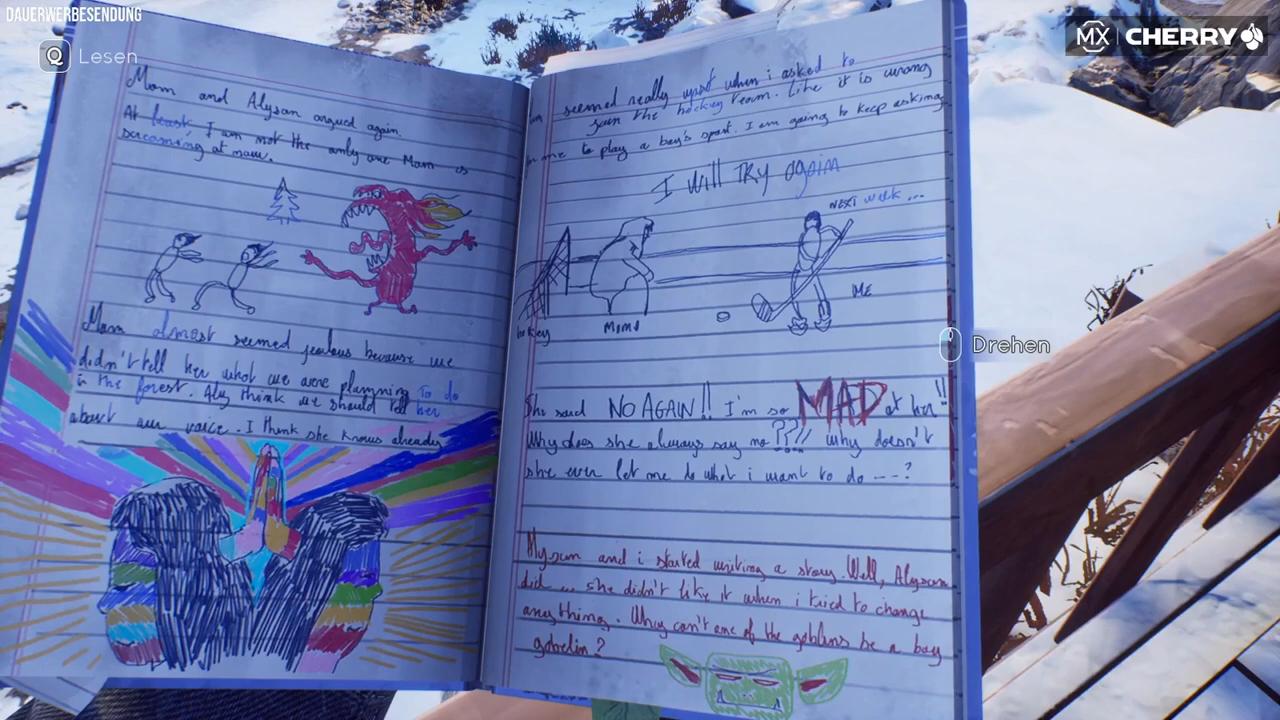 DAUERWERBESENDUNG
Q Lesen
MX CHERRY
Mom and Alyson argued again.
At least I am not the only one Mom is
screaming at now.
Mom almost seemed jealous because we
didn't tell her what we were planning to do
in the forest. Aly think we should tell her
about our voice. I think she knows already
seemed really upset when i asked to
join the hockey team. Like it is wrong
me to play a boy's sport. I am going to keep asking
I WILL TRY again
NEXT week ...
ME
hockey
Moms
She said NO AGAIN!! I'm so MAD at her!!
Why does she always say no ??!! Why doesn't
she ever let me do what i want to do ---?
Alyson and i started writing a story. Well, Alyson
did ... she didn't like it when i tried to change
anything. Why can't one of the goblins be a boy
gobelin?
Drehen